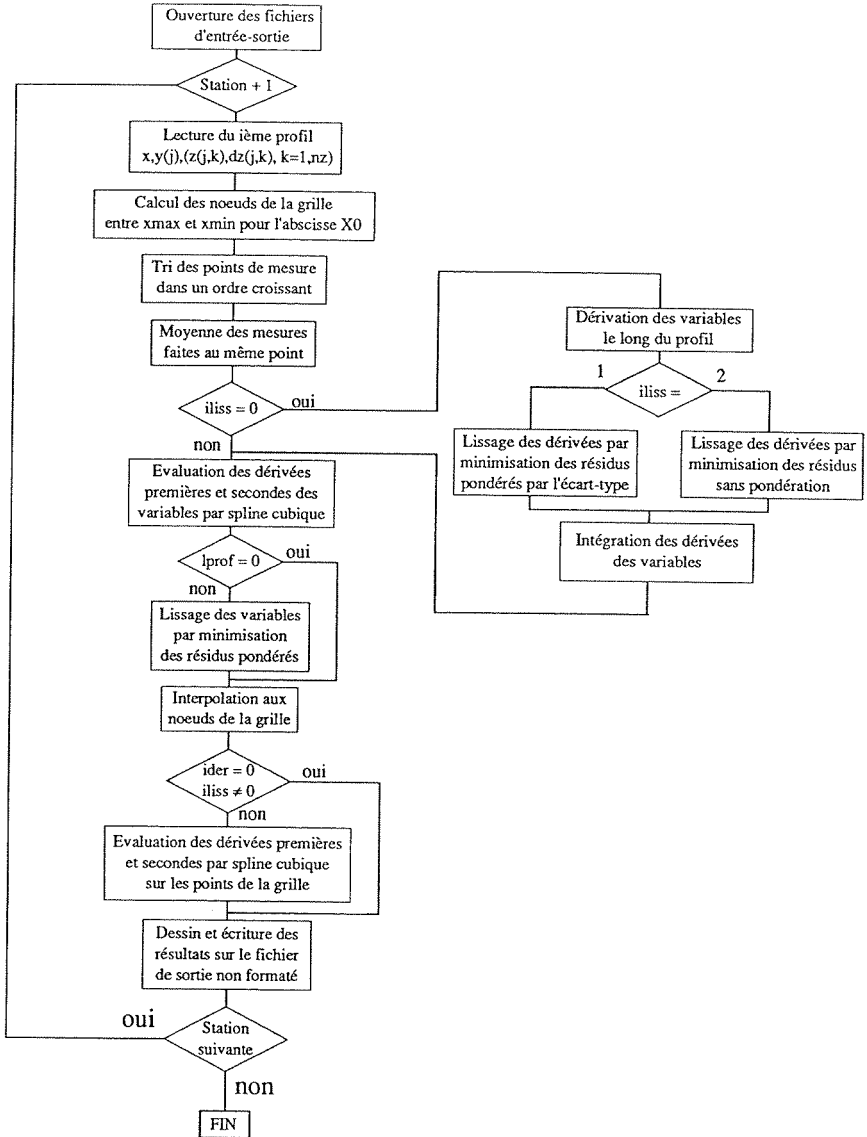 Ouverture des fichiers
d'entrée-sortie
Station + 1
Lecture du ième profil
x,y(j),(z(j,k),dz(j,k), k=1,nz)
Calcul des noeuds de la grille
entre xmax et xmin pour l'abscisse X0
Tri des points de mesure
dans un ordre croissant
Moyenne des mesures
faites au même point
iliss = 0
oui
non
Dérivation des variables
le long du profil
1
iliss =
2
Lissage des dérivées par
minimisation des résidus
pondérés par l'écart-type
Lissage des dérivées par
minimisation des résidus
sans pondération
Intégration des dérivées
des variables
Evaluation des dérivées
premières et secondes des
variables par spline cubique
lprof = 0
oui
non
Lissage des variables
par minimisation
des résidus pondérés
Interpolation aux
noeuds de la grille
ider = 0
iliss ≠ 0
oui
non
Evaluation des dérivées premières
et secondes par spline cubique
sur les points de la grille
Dessin et écriture des
résultats sur le fichier
de sortie non formaté
oui
Station
suivante
non
FIN